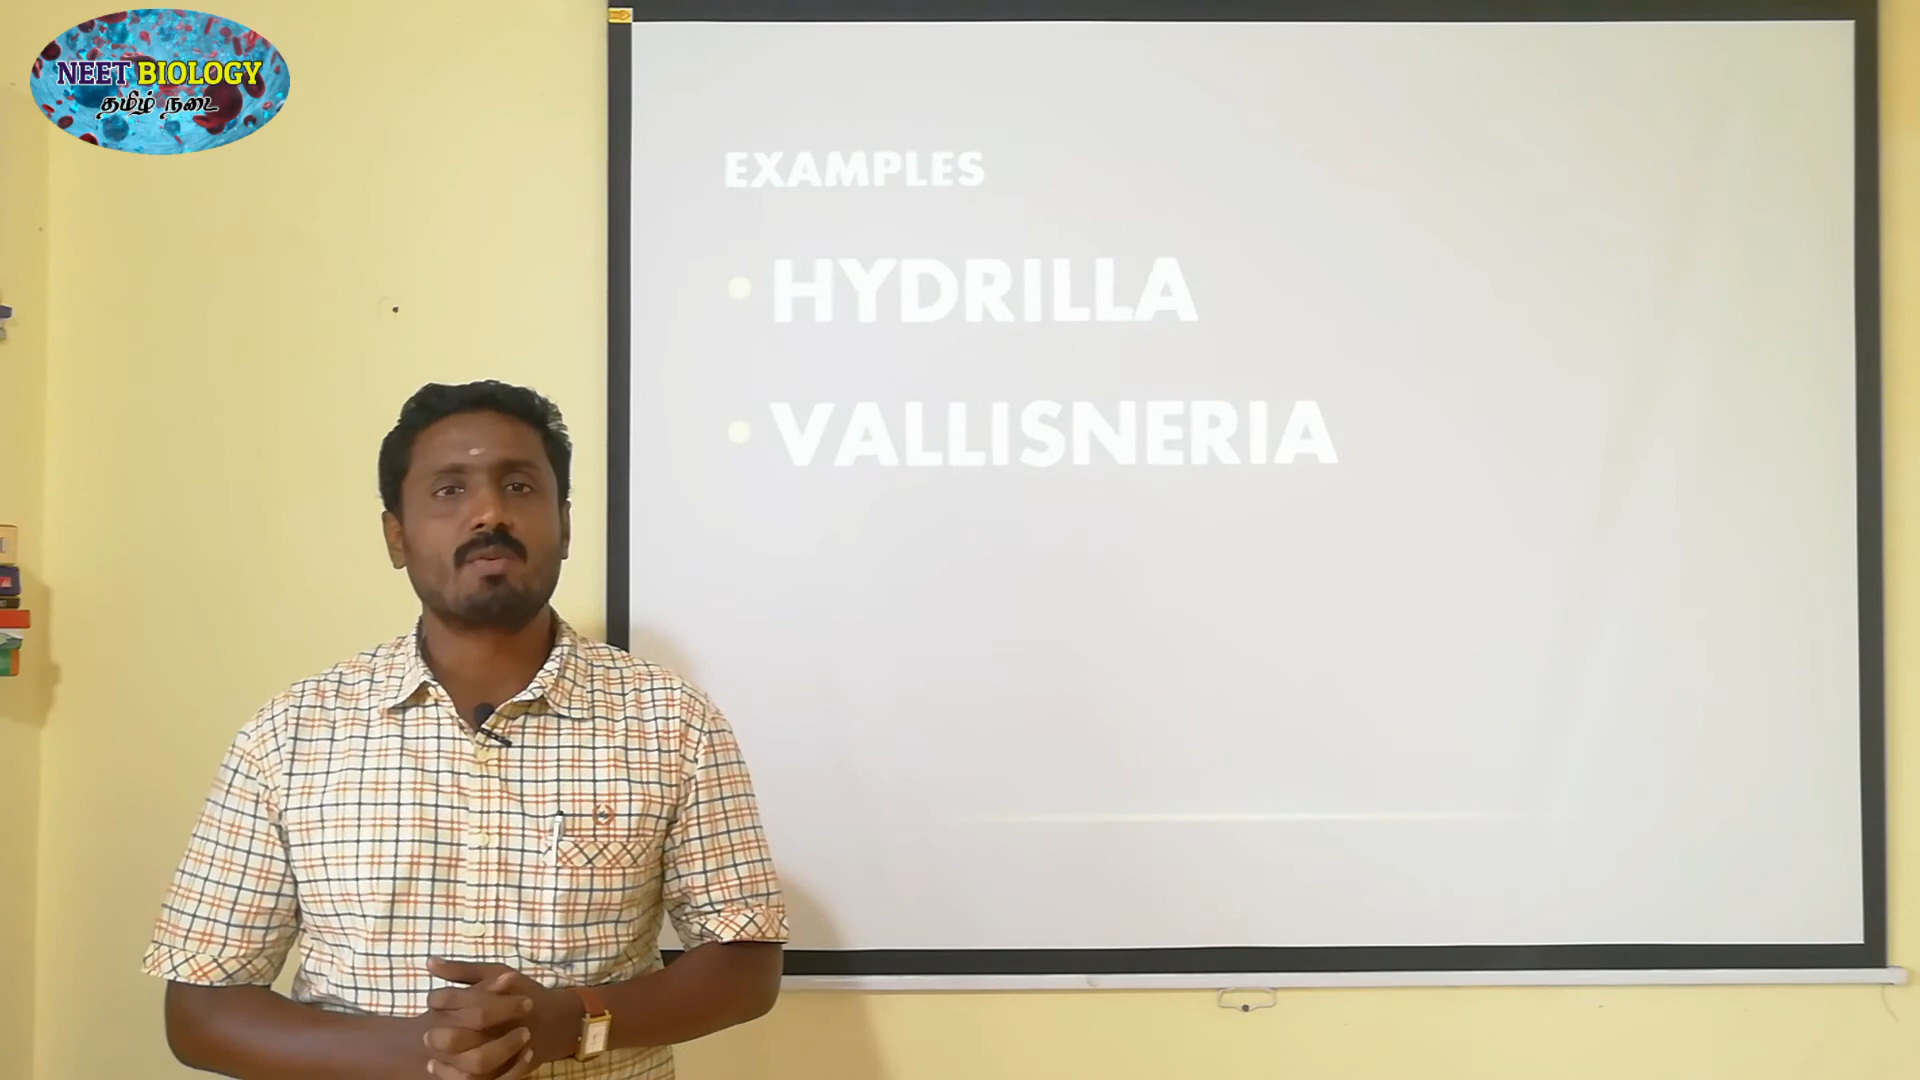 NEET BIOLOGY
தமிழ் நடை
EXAMPLES
• HYDRILLA
• VALLISNERIA